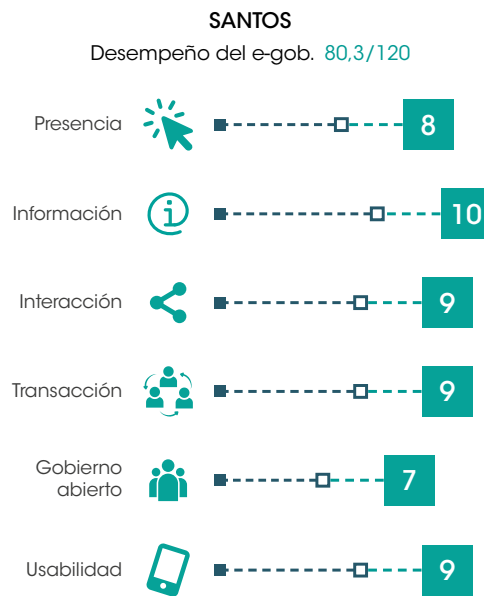 SANTOS
Desempeño del e-gob. 80,3/120
Presencia 8
Información 10
Interacción 9
Transacción 9
Gobierno
abierto 7
Usabilidad 9